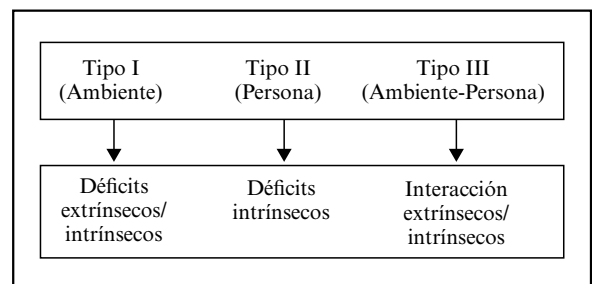 Tipo I Tipo II Tipo III
(Ambiente) (Persona) (Ambiente-Persona)
Déficits Déficits Interacción
extrínsecos/ intrínsecos extrínsecos/
intrínsecos intrínsecos